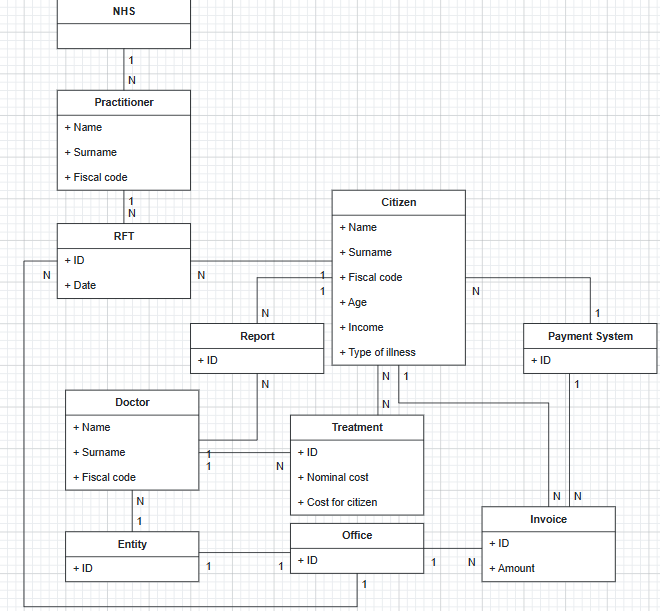 NHS
1
N
Practitioner
+ Name
+ Surname
+ Fiscal code
1
N
RFT
+ ID
+ Date
N
N
Citizen
+ Name
+ Surname
+ Fiscal code
+ Age
+ Income
+ Type of illness
1
1
N
N
1
Report
+ ID
Payment System
+ ID
N
N
1
N
1
Doctor
+ Name
+ Surname
+ Fiscal code
1
1
N
Treatment
+ ID
+ Nominal cost
+ Cost for citizen
N
1
N
N
Entity
+ ID
1
1
Office
+ ID
1
N
1
Invoice
+ ID
+ Amount